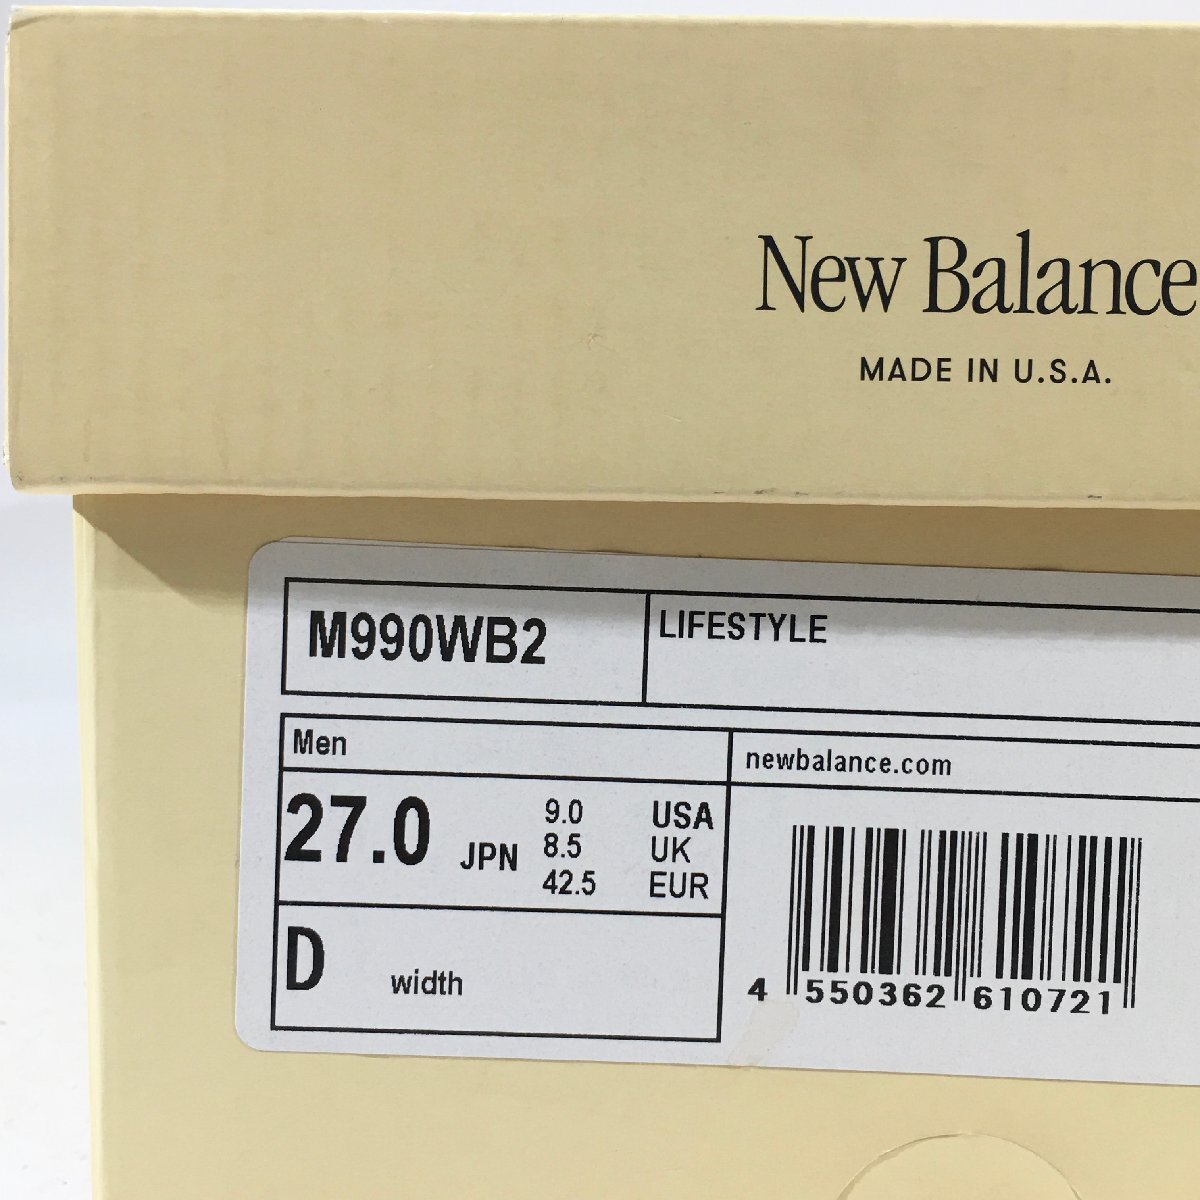 New Balance
MADE IN U.S.A.
M990WB2
LIFESTYLE
Men
newbalance.com
27.0 JPN
9.0 USA
8.5 UK
42.5 EUR
D width
4 550362 610721